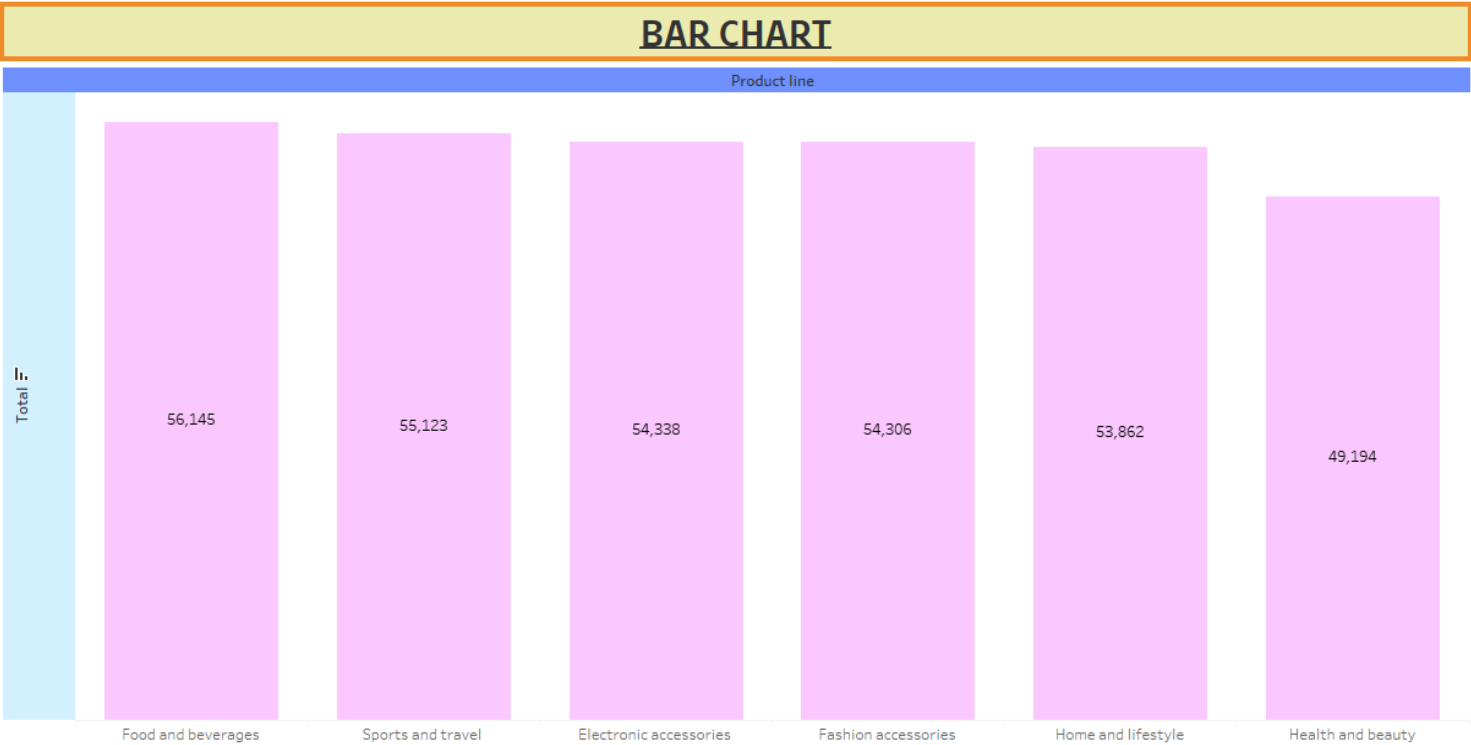 BAR CHART
Product line
Total
56,145
55,123
54,338
54,306
53,862
49,194
Food and beverages
Sports and travel
Electronic accessories
Fashion accessories
Home and lifestyle
Health and beauty